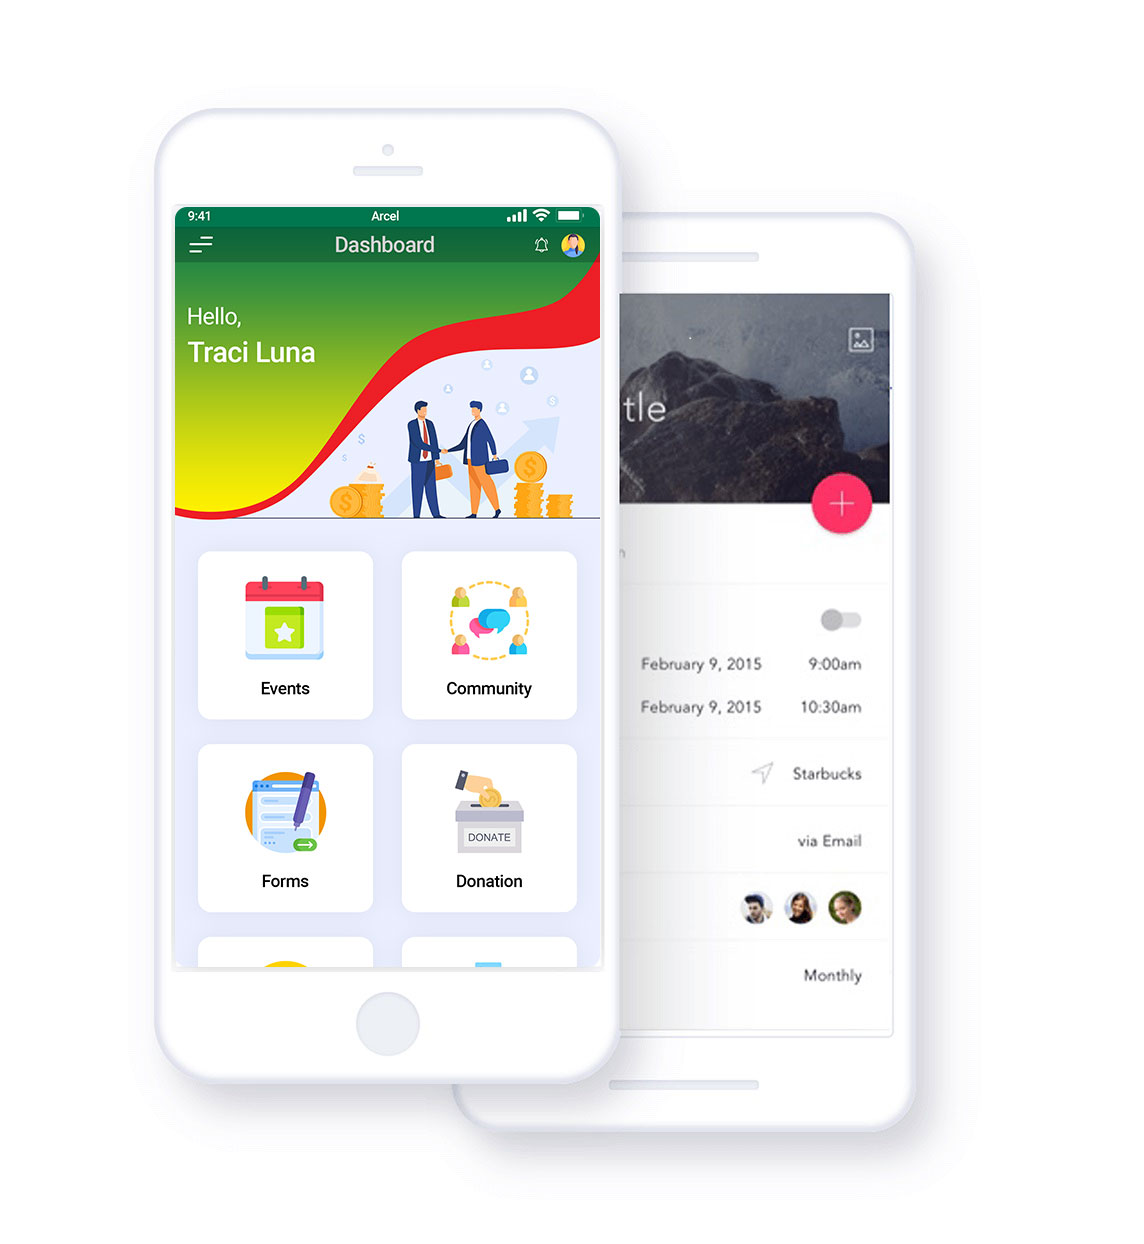 9:41 Arcel
Dashboard
Hello,
Traci Luna
$
$
$
$
$
Events
Community
Forms
DONATE
Donation
tle
February 9, 2015 9:00am
February 9, 2015 10:30am
Starbucks
via Email
Monthly